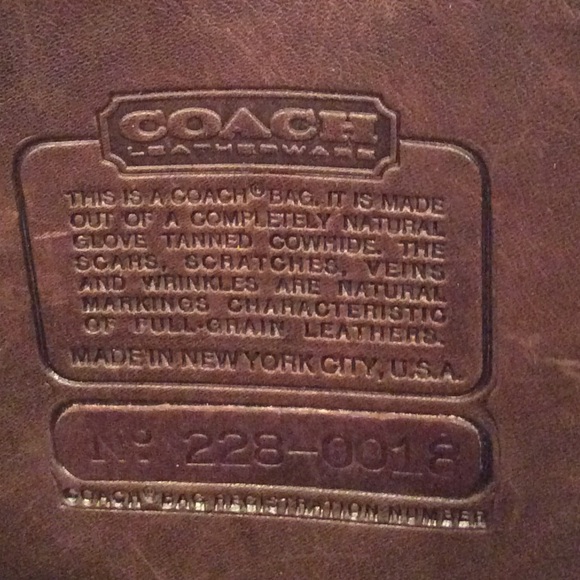 COACH
LEATHERWARE
THIS IS A COACH® BAG. IT IS MADE
OUT OF A COMPLETELY NATURAL
GLOVE TANNED COWHIDE. THE
SCARS, SCRATCHES, VEINS
AND WRINKLES ARE NATURAL
MARKINGS CHARACTERISTIC
OF FULL-GRAIN LEATHERS.
MADE IN NEW YORK CITY, U.S.A.
Nº 228-0018
COACH® BAG REGISTRATION NUMBER